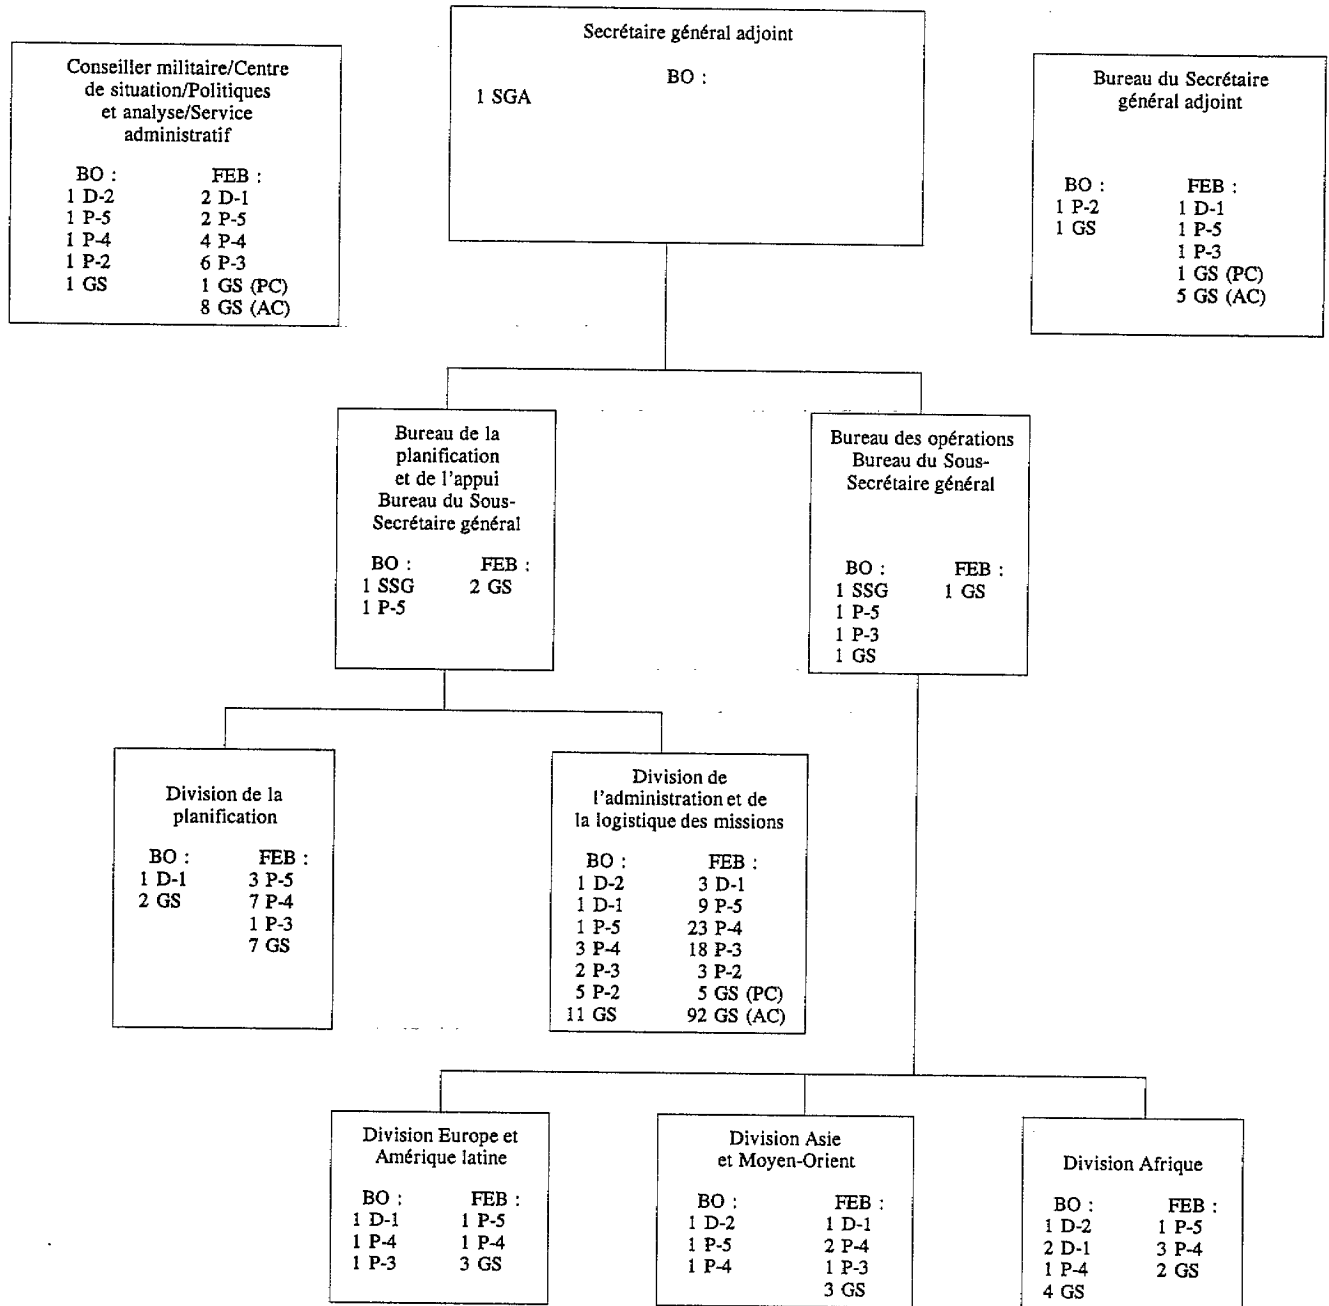 Secrétaire général adjoint
BO :
1 SGA
Conseiller militaire/Centre
de situation/Politiques
et analyse/Service
administratif
BO : FEB :
1 D-2 2 D-1
1 P-5 2 P-5
1 P-4 4 P-4
1 P-2 6 P-3
1 GS 1 GS (PC)
8 GS (AC)
Bureau du Secrétaire
général adjoint
BO : FEB :
1 P-2 1 D-1
1 GS 1 P-5
1 P-3
1 GS (PC)
5 GS (AC)
Bureau de la
planification
et de l'appui
Bureau du Sous-
Secrétaire général
BO : FEB :
1 SSG 2 GS
1 P-5
Bureau des opérations
Bureau du Sous-
Secrétaire général
BO : FEB :
1 SSG 1 GS
1 P-5
1 P-3
1 GS
Division de la
planification
BO : FEB :
1 D-1 3 P-5
2 GS 7 P-4
1 P-3
7 GS
Division de
l'administration et de
la logistique des missions
BO : FEB :
1 D-2 3 D-1
1 D-1 9 P-5
1 P-5 23 P-4
3 P-4 18 P-3
2 P-3 3 P-2
5 P-2 5 GS (PC)
11 GS 92 GS (AC)
Division Europe et
Amérique latine
BO : FEB :
1 D-1 1 P-5
1 P-4 1 P-4
1 P-3 3 GS
Division Asie
et Moyen-Orient
BO : FEB :
1 D-2 1 D-1
1 P-5 2 P-4
1 P-4 1 P-3
3 GS
Division Afrique
BO : FEB :
1 D-2 1 P-5
2 D-1 3 P-4
1 P-4 2 GS
4 GS